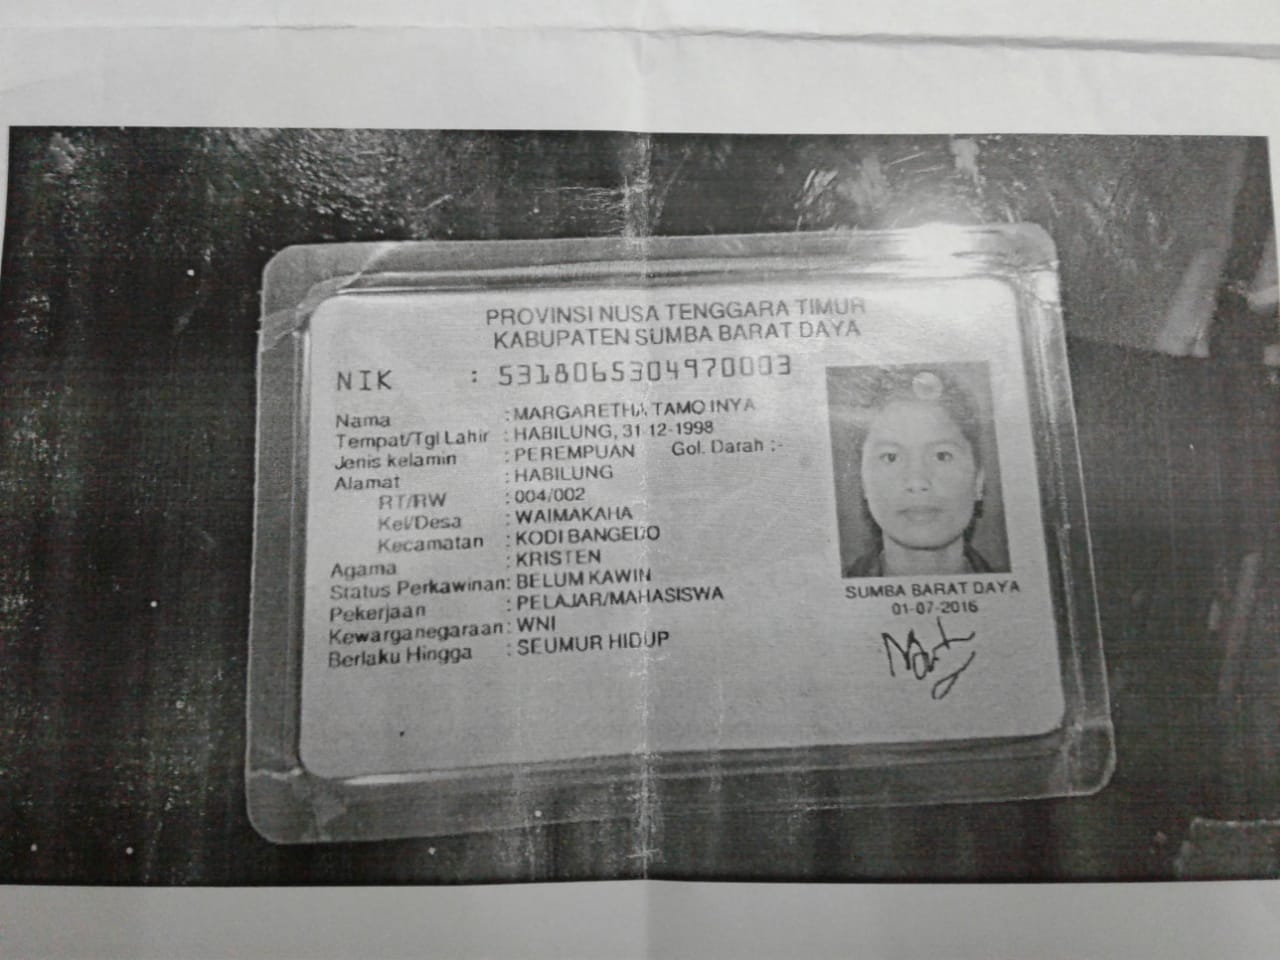 PROVINSI NUSA TENGGARA TIMUR
KABUPATEN SUMBA BARAT DAYA
NIK : 5318065304970003
Nama : MARGARETHA TAMO INYA
Tempat/Tgl Lahir : HABILUNG, 31-12-1998
Jenis kelamin : PEREMPUAN Gol. Darah :-
Alamat : HABILUNG
RT/RW : 004/002
Kel/Desa : WAIMAKAHA
Kecamatan : KODI BANGEDO
Agama : KRISTEN
Status Perkawinan: BELUM KAWIN
Pekerjaan : PELAJAR/MAHASISWA
Kewarganegaraan : WNI
Berlaku Hingga : SEUMUR HIDUP
SUMBA BARAT DAYA
01-07-2016